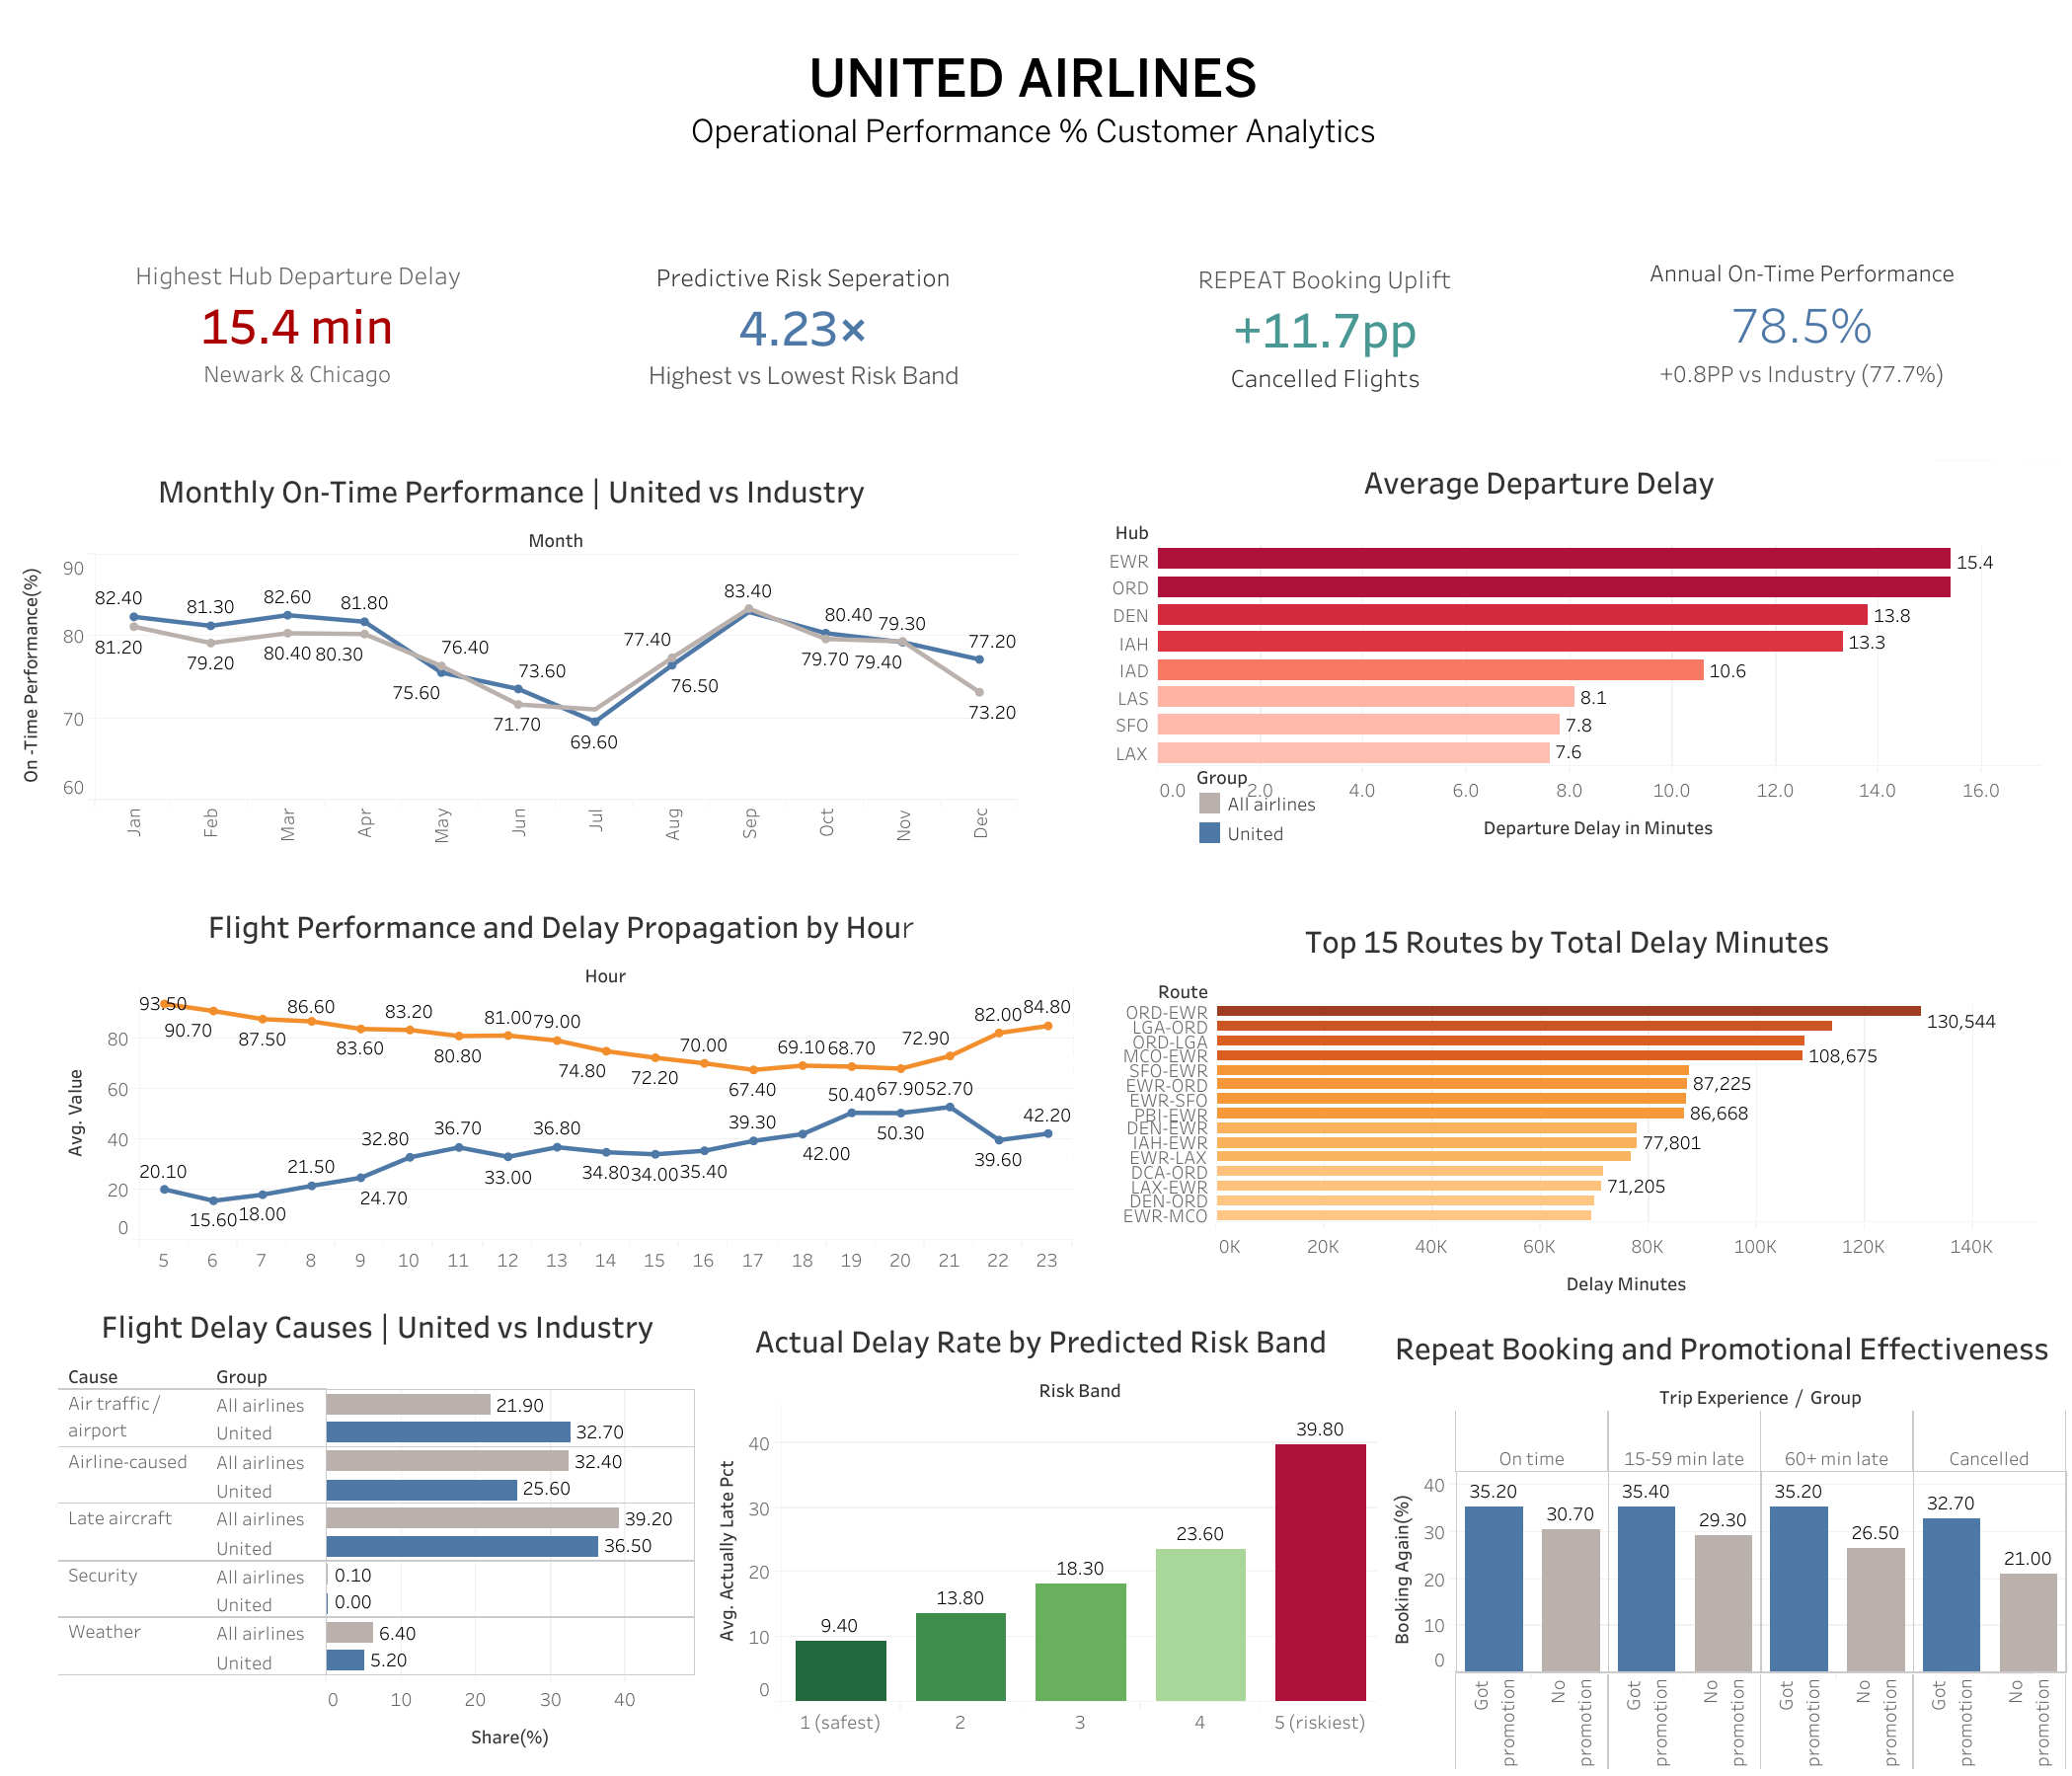 UNITED AIRLINES
Operational Performance % Customer Analytics
Highest Hub Departure Delay
15.4 min
Newark & Chicago
Predictive Risk Seperation
4.23×
Highest vs Lowest Risk Band
REPEAT Booking Uplift
+11.7pp
Cancelled Flights
Annual On-Time Performance
78.5%
+0.8PP vs Industry (77.7%)
Monthly On-Time Performance | United vs Industry
Month
On -Time Performance(%)
90
80
70
60
82.40
81.30
82.60
81.80
76.40
73.60
77.40
83.40
80.40
79.30
77.20
81.20
79.20
80.40
80.30
75.60
71.70
69.60
76.50
79.70
79.40
73.20
Jan
Feb
Mar
Apr
May
Jun
Jul
Aug
Sep
Oct
Nov
Dec
Average Departure Delay
Hub
EWR
15.4
ORD
DEN
13.8
IAH
13.3
IAD
10.6
LAS
8.1
SFO
7.8
LAX
7.6
0.0
2.0
4.0
6.0
8.0
10.0
12.0
14.0
16.0
Departure Delay in Minutes
Group
All airlines
United
Flight Performance and Delay Propagation by Hour
Hour
Avg. Value
80
60
40
20
0
93.50
90.70
87.50
86.60
83.60
83.20
80.80
81.00
79.00
74.80
72.20
70.00
67.40
69.10
68.70
67.90
72.90
82.00
84.80
20.10
15.60
18.00
21.50
24.70
32.80
36.70
33.00
36.80
34.80
34.00
35.40
39.30
42.00
50.40
50.30
52.70
39.60
42.20
5
6
7
8
9
10
11
12
13
14
15
16
17
18
19
20
21
22
23
Top 15 Routes by Total Delay Minutes
Route
ORD-EWR
130,544
LGA-ORD
ORD-LGA
MCO-EWR
108,675
SFO-EWR
EWR-ORD
87,225
EWR-SFO
PBI-EWR
86,668
DEN-EWR
IAH-EWR
77,801
EWR-LAX
DCA-ORD
LAX-EWR
71,205
DEN-ORD
EWR-MCO
0K
20K
40K
60K
80K
100K
120K
140K
Delay Minutes
Flight Delay Causes | United vs Industry
Cause
Group
Air traffic /
airport
All airlines
21.90
United
32.70
Airline-caused
All airlines
32.40
United
25.60
Late aircraft
All airlines
39.20
United
36.50
Security
All airlines
0.10
United
0.00
Weather
All airlines
6.40
United
5.20
0
10
20
30
40
Share(%)
Actual Delay Rate by Predicted Risk Band
Risk Band
Avg. Actually Late Pct
40
30
20
10
0
9.40
13.80
18.30
23.60
39.80
1 (safest)
2
3
4
5 (riskiest)
Repeat Booking and Promotional Effectiveness
Trip Experience / Group
On time
15-59 min late
60+ min late
Cancelled
Booking Again(%)
40
30
20
10
0
35.20
30.70
35.40
29.30
35.20
26.50
32.70
21.00
Got
promotion
No
promotion
Got
promotion
No
promotion
Got
promotion
No
promotion
Got
promotion
No
promotion